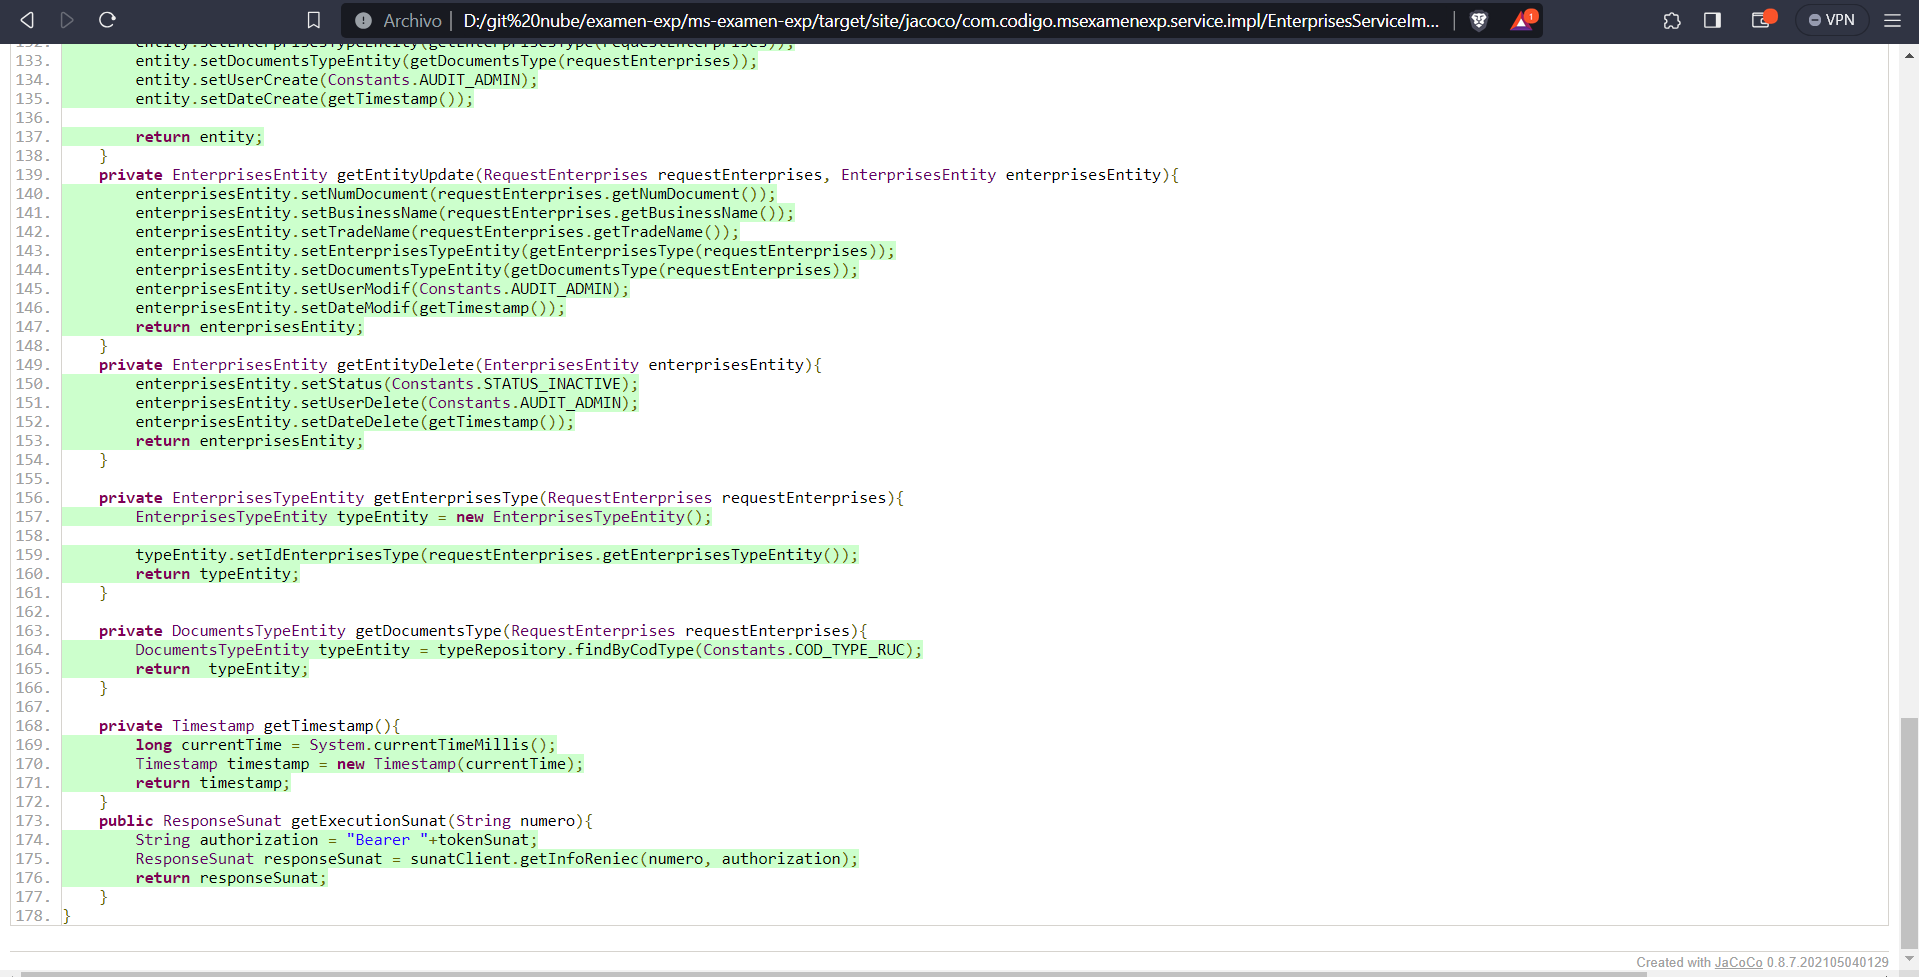 Archivo D:/git%20nube/examen-exp/ms-examen-exp/target/site/jacoco/com.codigo.msexamenexp.service.impl/EnterprisesServiceIm... 1 VPN
132. entity.setEnterprisesTypeEntity(getEnterprisesType(requestEnterprises));
133. entity.setDocumentsTypeEntity(getDocumentsType(requestEnterprises));
134. entity.setUserCreate(Constants.AUDIT_ADMIN);
135. entity.setDateCreate(getTimestamp());
136.
137. return entity;
138. }
139. private EnterprisesEntity getEntityUpdate(RequestEnterprises requestEnterprises, EnterprisesEntity enterprisesEntity){
140. enterprisesEntity.setNumDocument(requestEnterprises.getNumDocument());
141. enterprisesEntity.setBusinessName(requestEnterprises.getBusinessName());
142. enterprisesEntity.setTradeName(requestEnterprises.getTradeName());
143. enterprisesEntity.setEnterprisesTypeEntity(getEnterprisesType(requestEnterprises));
144. enterprisesEntity.setDocumentsTypeEntity(getDocumentsType(requestEnterprises));
145. enterprisesEntity.setUserModif(Constants.AUDIT_ADMIN);
146. enterprisesEntity.setDateModif(getTimestamp());
147. return enterprisesEntity;
148. }
149. private EnterprisesEntity getEntityDelete(EnterprisesEntity enterprisesEntity){
150. enterprisesEntity.setStatus(Constants.STATUS_INACTIVE);
151. enterprisesEntity.setUserDelete(Constants.AUDIT_ADMIN);
152. enterprisesEntity.setDateDelete(getTimestamp());
153. return enterprisesEntity;
154. }
155.
156. private EnterprisesTypeEntity getEnterprisesType(RequestEnterprises requestEnterprises){
157. EnterprisesTypeEntity typeEntity = new EnterprisesTypeEntity();
158.
159. typeEntity.setIdEnterprisesType(requestEnterprises.getEnterprisesTypeEntity());
160. return typeEntity;
161. }
162.
163. private DocumentsTypeEntity getDocumentsType(RequestEnterprises requestEnterprises){
164. DocumentsTypeEntity typeEntity = typeRepository.findByCodType(Constants.COD_TYPE_RUC);
165. return  typeEntity;
166. }
167.
168. private Timestamp getTimestamp(){
169. long currentTime = System.currentTimeMillis();
170. Timestamp timestamp = new Timestamp(currentTime);
171. return timestamp;
172. }
173. public ResponseSunat getExecutionSunat(String numero){
174. String authorization = "Bearer "+tokenSunat;
175. ResponseSunat responseSunat = sunatClient.getInfoReniec(numero, authorization);
176. return responseSunat;
177. }
178. }
Created with JaCoCo 0.8.7.202105040129